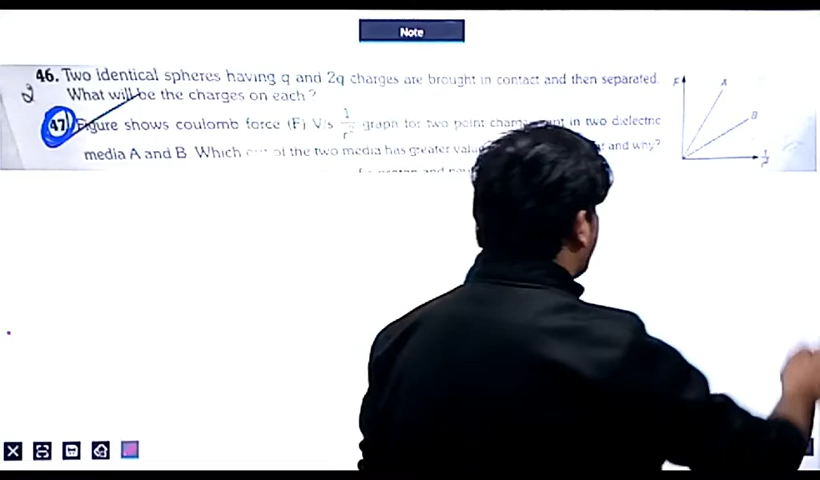 Note
46. Two identical spheres having q and 2q charges are brought in contact and then separated.
What will be the charges on each ?
2
47. Figure shows coulomb force (F) V/s 1/r² graph for two point charge in two dielectric
media A and B Which of the two media has greater and why?
F
A
B
1/r²